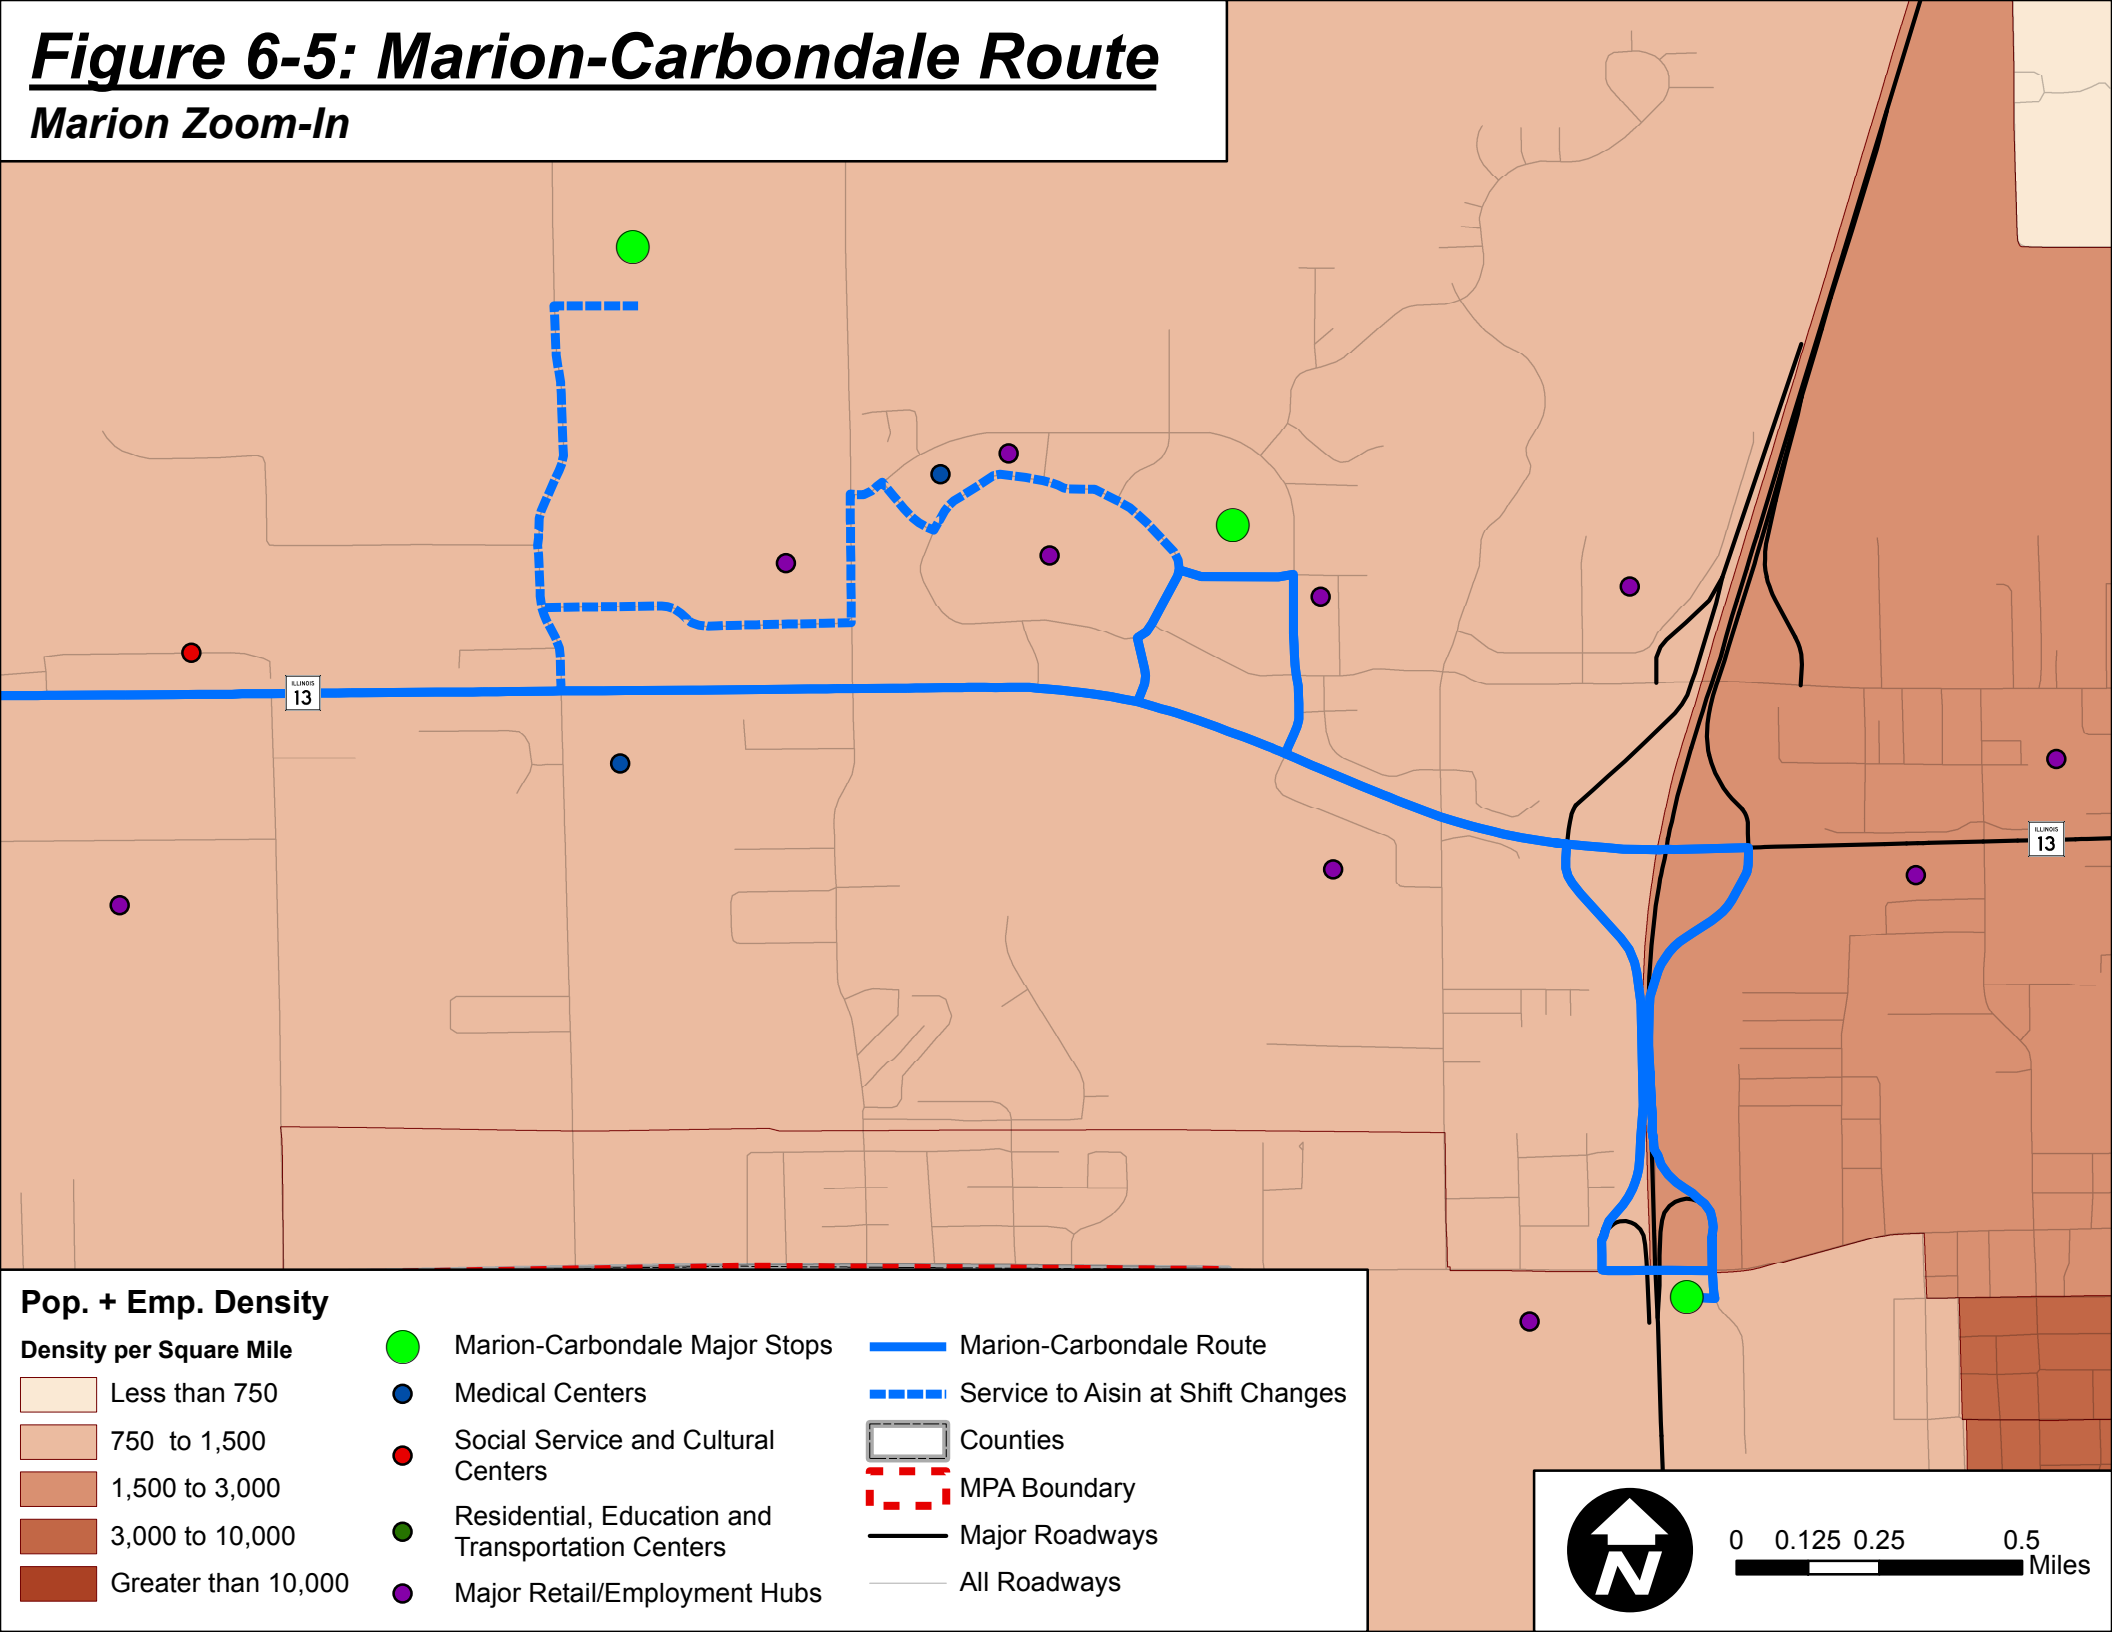 Figure 6-5: Marion-Carbondale Route
Marion Zoom-In
ILLINOIS
13
ILLINOIS
13
Pop. + Emp. Density
Density per Square Mile
Less than 750
750 to 1,500
1,500 to 3,000
3,000 to 10,000
Greater than 10,000
Marion-Carbondale Major Stops
Medical Centers
Social Service and Cultural
Centers
Residential, Education and
Transportation Centers
Major Retail/Employment Hubs
Marion-Carbondale Route
Service to Aisin at Shift Changes
Counties
MPA Boundary
Major Roadways
All Roadways
N
0 0.125 0.25 0.5
Miles